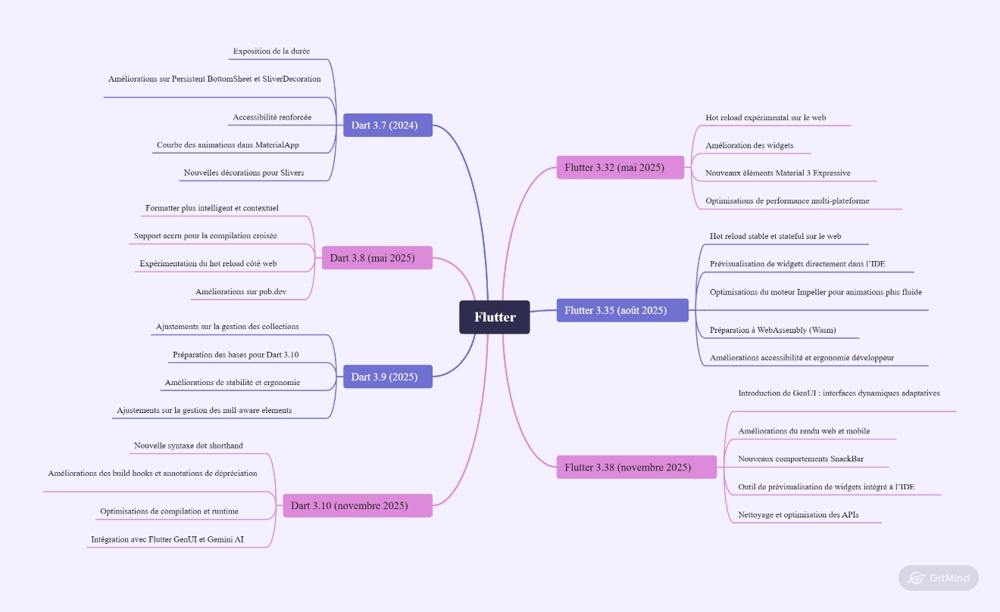 Flutter
Dart 3.7 (2024)
Exposition de la durée
Améliorations sur Persistent BottomSheet et SliverDecoration
Accessibilité renforcée
Courbe des animations dans MaterialApp
Nouvelles décorations pour Slivers
Dart 3.8 (mai 2025)
Formatter plus intelligent et contextuel
Support accru pour la compilation croisée
Expérimentation du hot reload côté web
Améliorations sur pub.dev
Dart 3.9 (2025)
Ajustements sur la gestion des collections
Préparation des bases pour Dart 3.10
Améliorations de stabilité et ergonomie
Ajustements sur la gestion des null-aware elements
Dart 3.10 (novembre 2025)
Nouvelle syntaxe dot shorthand
Améliorations des build hooks et annotations de dépréciation
Optimisations de compilation et runtime
Intégration avec Flutter GenUI et Gemini AI
Flutter 3.32 (mai 2025)
Hot reload expérimental sur le web
Amélioration des widgets
Nouveaux éléments Material 3 Expressive
Optimisations de performance multi-plateforme
Flutter 3.35 (août 2025)
Hot reload stable et stateful sur le web
Prévisualisation de widgets directement dans l’IDE
Optimisations du moteur Impeller pour animations plus fluide
Préparation à WebAssembly (Wasm)
Améliorations accessibilité et ergonomie développeur
Flutter 3.38 (novembre 2025)
Introduction de GenUI : interfaces dynamiques adaptatives
Améliorations du rendu web et mobile
Nouveaux comportements SnackBar
Outil de prévisualisation de widgets intégré à l’IDE
Nettoyage et optimisation des APIs
GitMind